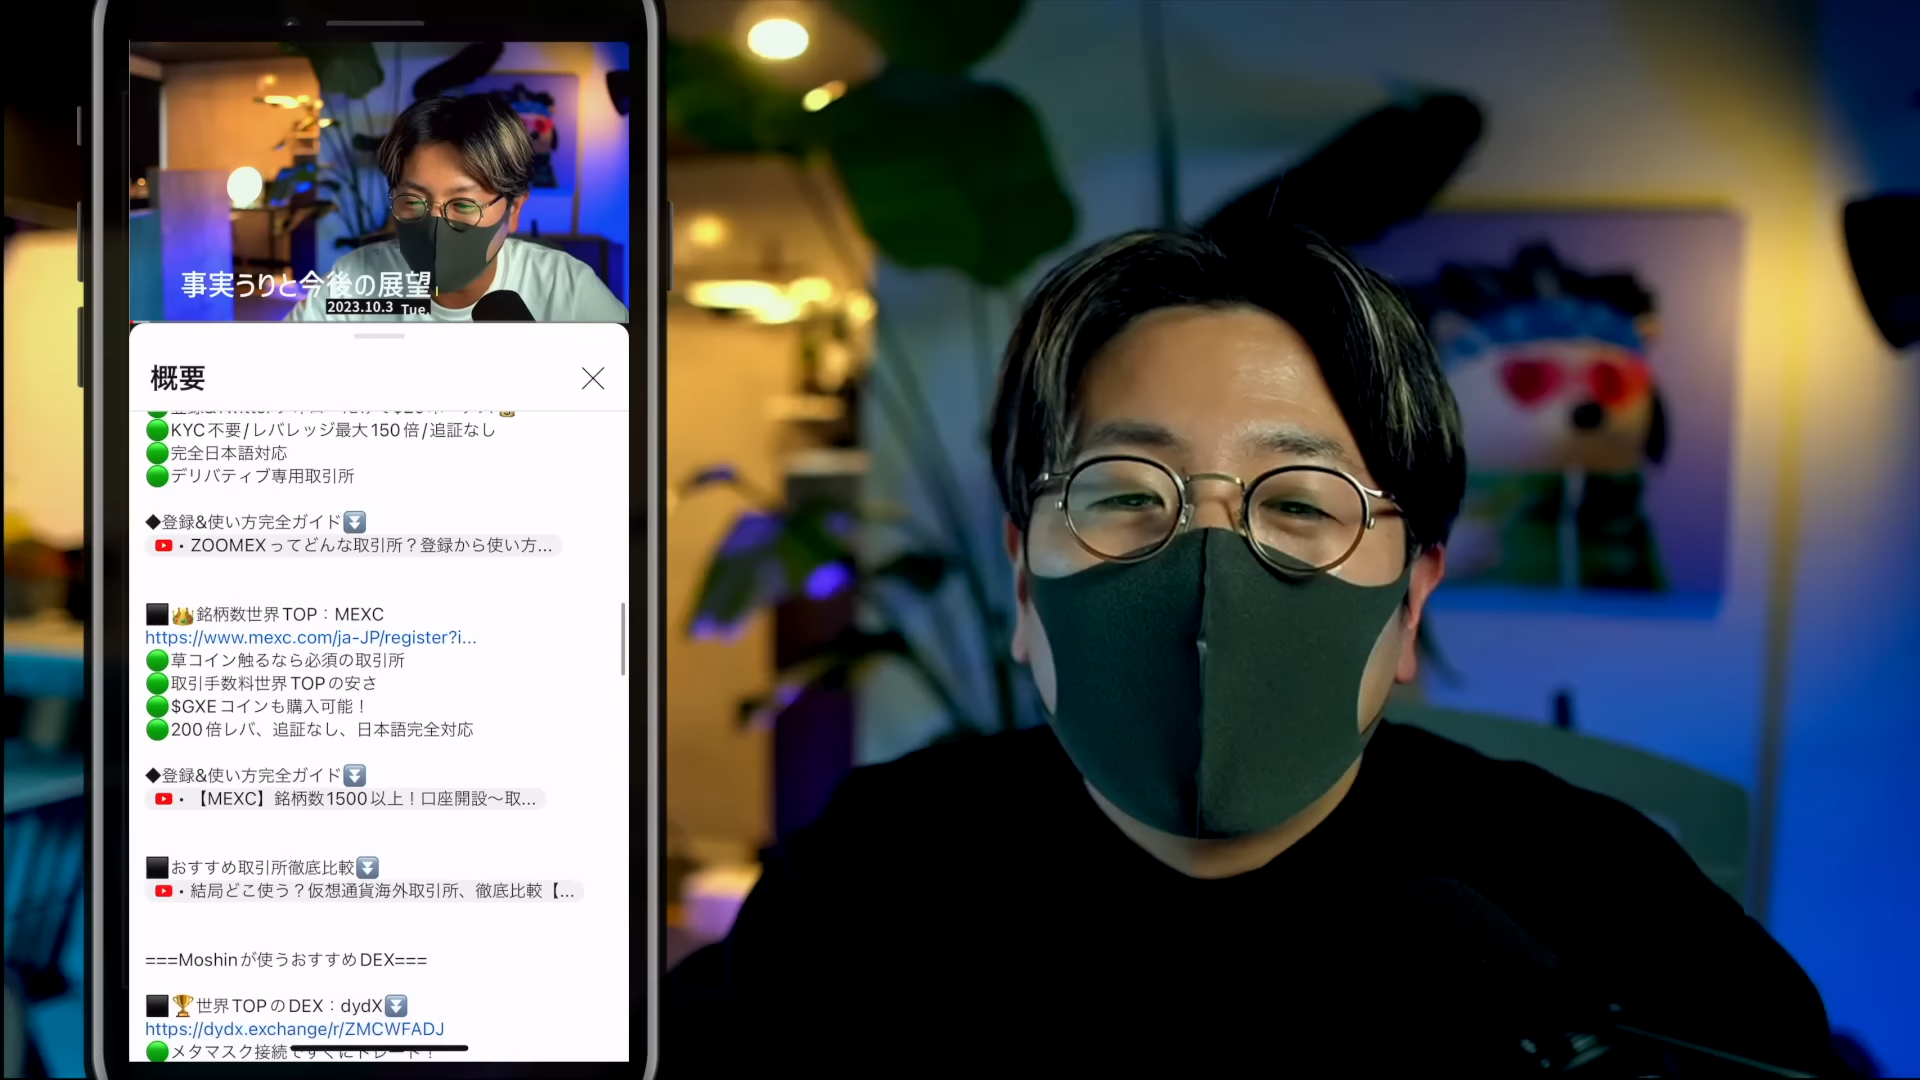 事実うりと今後の展望
2023.10.3 Tue.
概要
🟢KYC不要/レバレッジ最大150倍/追証なし
🟢完全日本語対応
🟢デリバティブ専用取引所
◆登録&使い方完全ガイド⏬
・ZOOMEXってどんな取引所？登録から使い方...
⬛👑銘柄数世界TOP：MEXC
https://www.mexc.com/ja-JP/register?i...
🟢草コイン触るなら必須の取引所
🟢取引手数料世界TOPの安さ
🟢$GXEコインも購入可能！
🟢200倍レバ、追証なし、日本語完全対応
◆登録&使い方完全ガイド⏬
・【MEXC】銘柄数1500以上！口座開設〜取...
⬛おすすめ取引所徹底比較⏬
・結局どこ使う？仮想通貨海外取引所、徹底比較【...
===Moshinが使うおすすめDEX===
⬛🏆世界TOPのDEX：dydX⏬
https://dydx.exchange/r/ZMCWFADJ
🟢メタマスク接続ですぐにトレード！